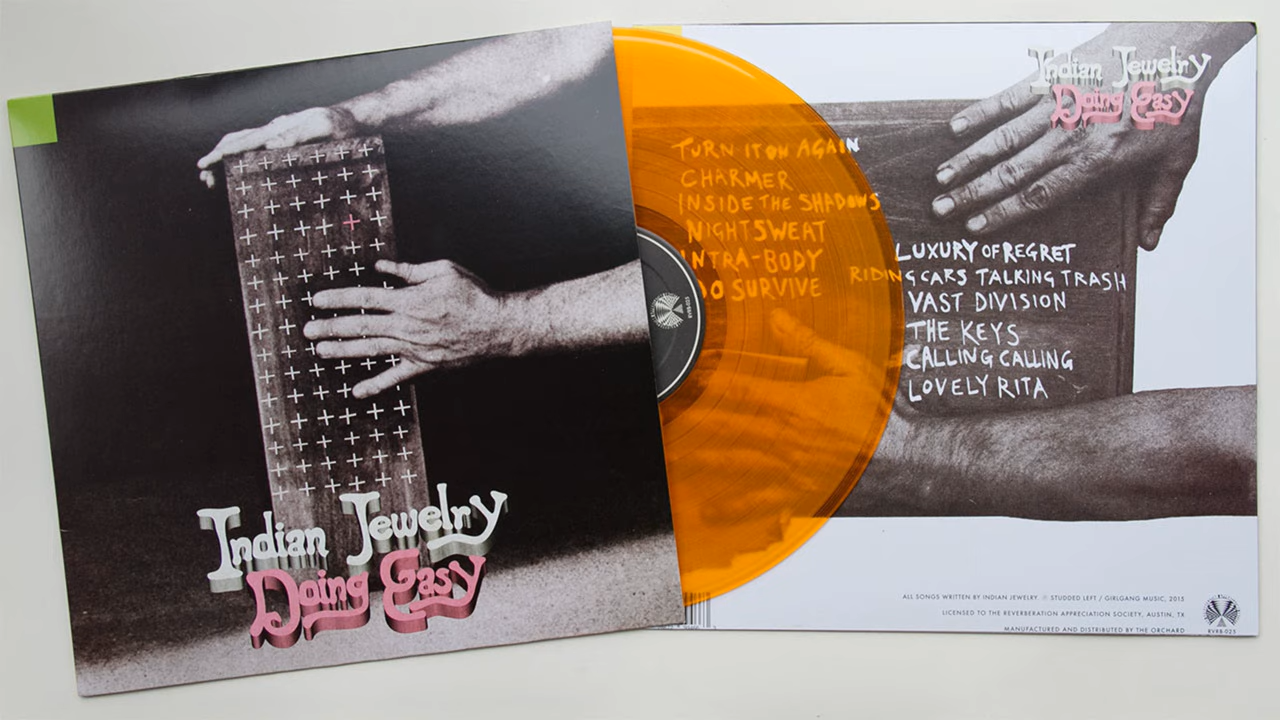 Indian Jewelry
Doing Easy
Indian Jewelry
Doing Easy
TURN IT ON AGAIN
CHARMER
INSIDE THE SHADOWS
NIGHTSWEAT
INTRA-BODY
DO SURVIVE
LUXURY OF REGRET
RIDING CARS TALKING TRASH
VAST DIVISION
THE KEYS
CALLING CALLING
LOVELY RITA
RVRB-025
ALL SONGS WRITTEN BY INDIAN JEWELRY. STUDDED LEFT / GIRLGANG MUSIC, 2015
LICENSED TO THE REVERBERATION APPRECIATION SOCIETY, AUSTIN, TX
MANUFACTURED AND DISTRIBUTED BY THE ORCHARD
RVRB-025